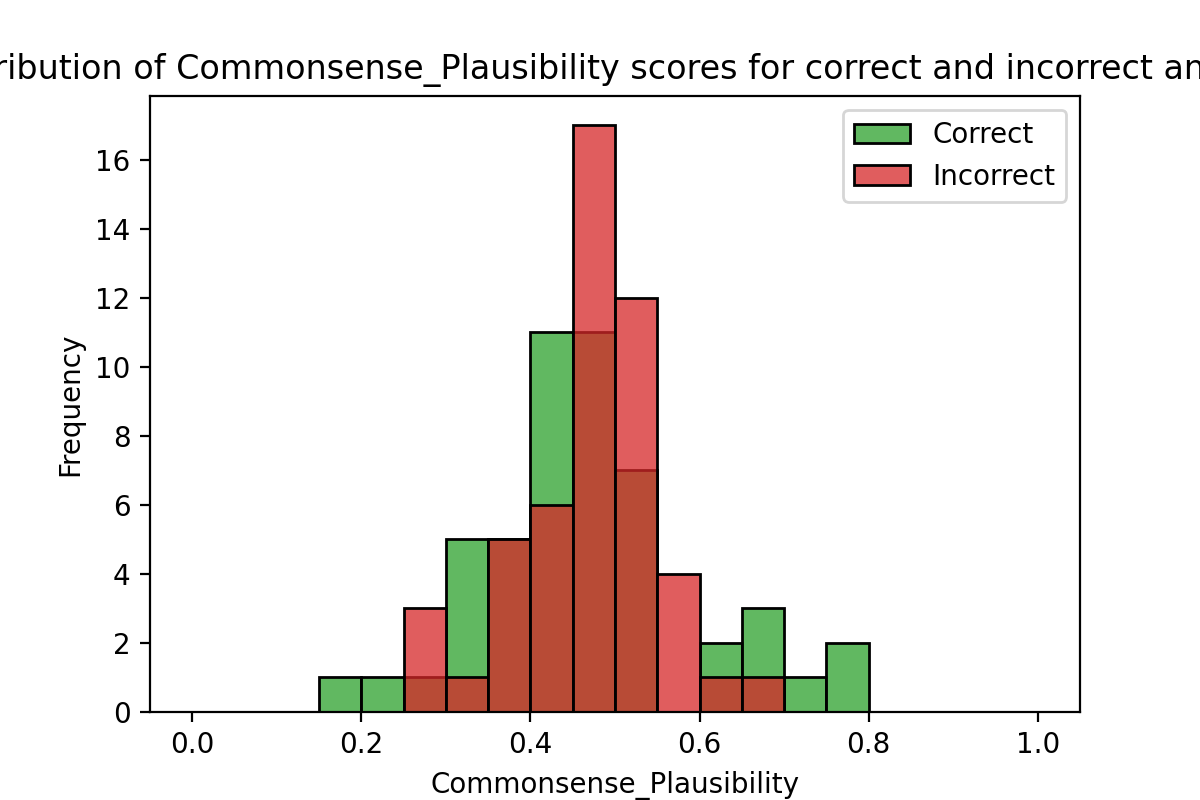 ribution of Commonsense_Plausibility scores for correct and incorrect an
Correct
Incorrect
Frequency
16
14
12
10
8
6
4
2
0
0.0 0.2 0.4 0.6 0.8 1.0
Commonsense_Plausibility